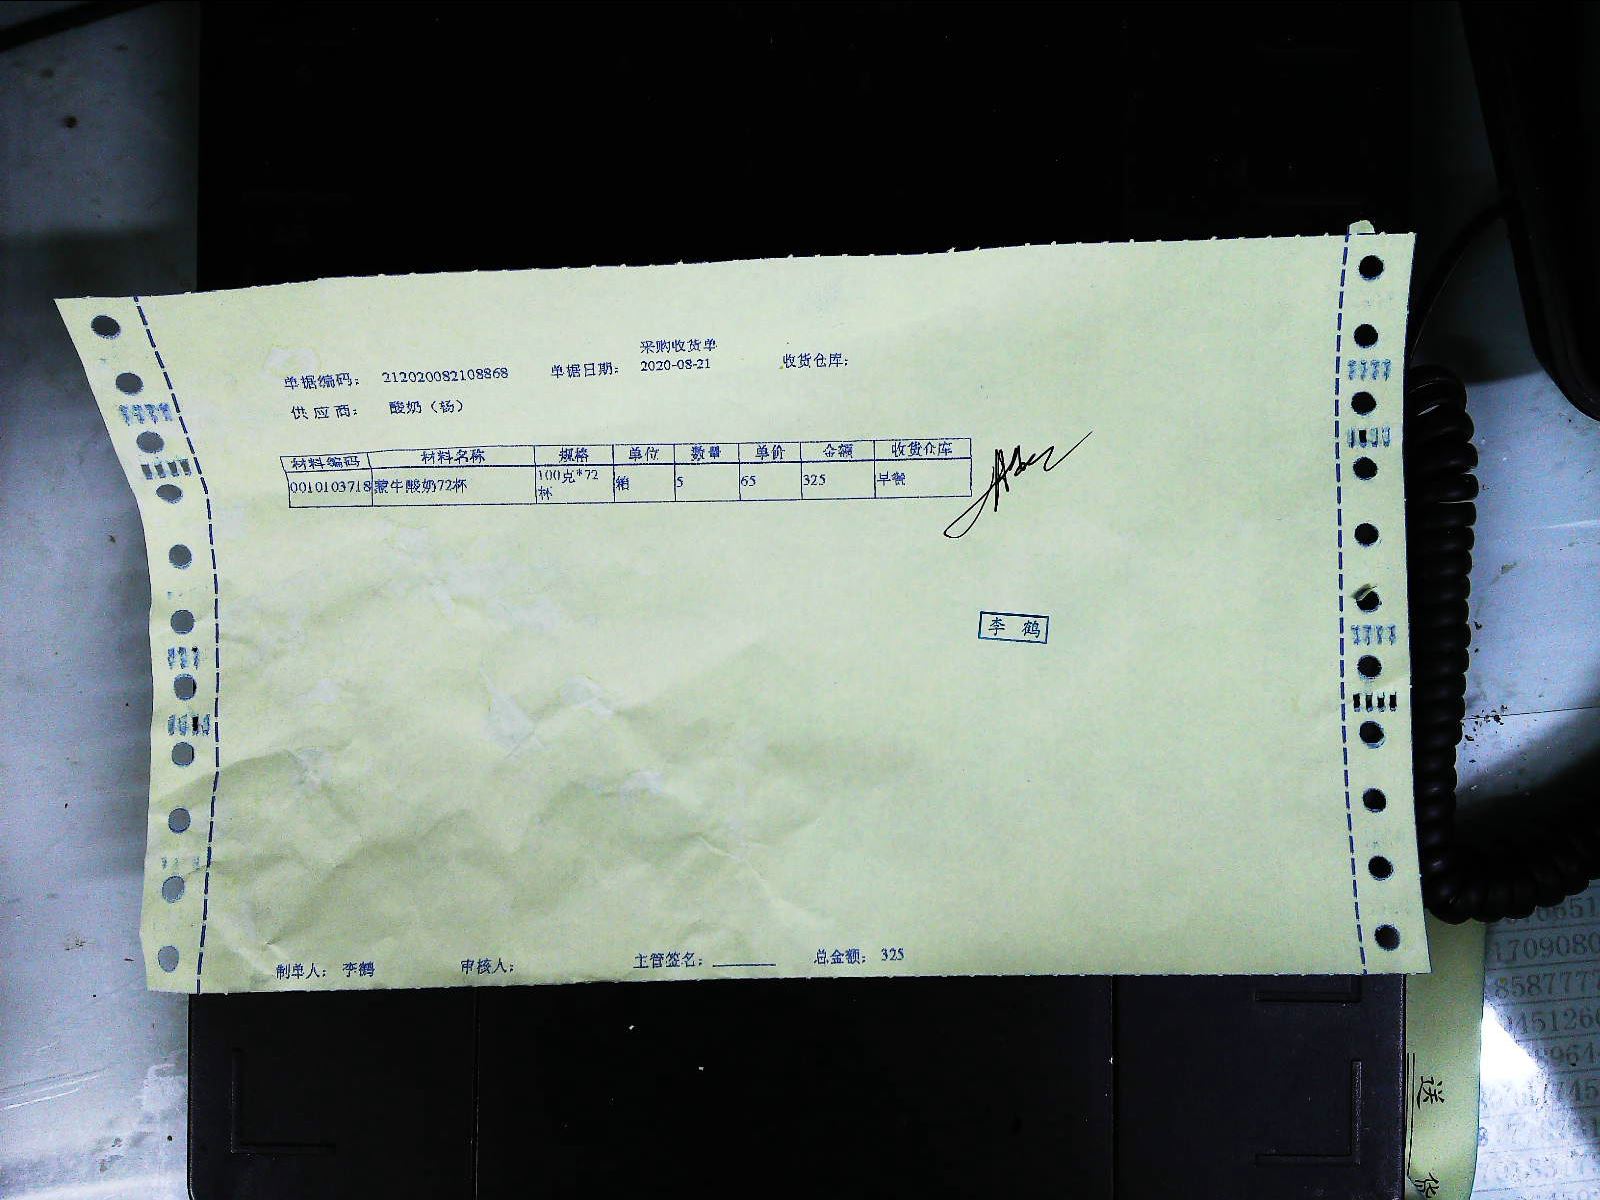 采购收货单
单据编码: 212020082108868 单据日期: 2020-08-21 收货仓库:
供应商: 酸奶(杨)
材料编码 材料名称 规格 单位 数量 单价 金额 收货仓库
0010103718 蒙牛酸奶72杯 100克*72杯 箱 5 65 325 早餐
李鹤
制单人: 李鹤 审核人: 主管签名: 总金额: 325
送
货